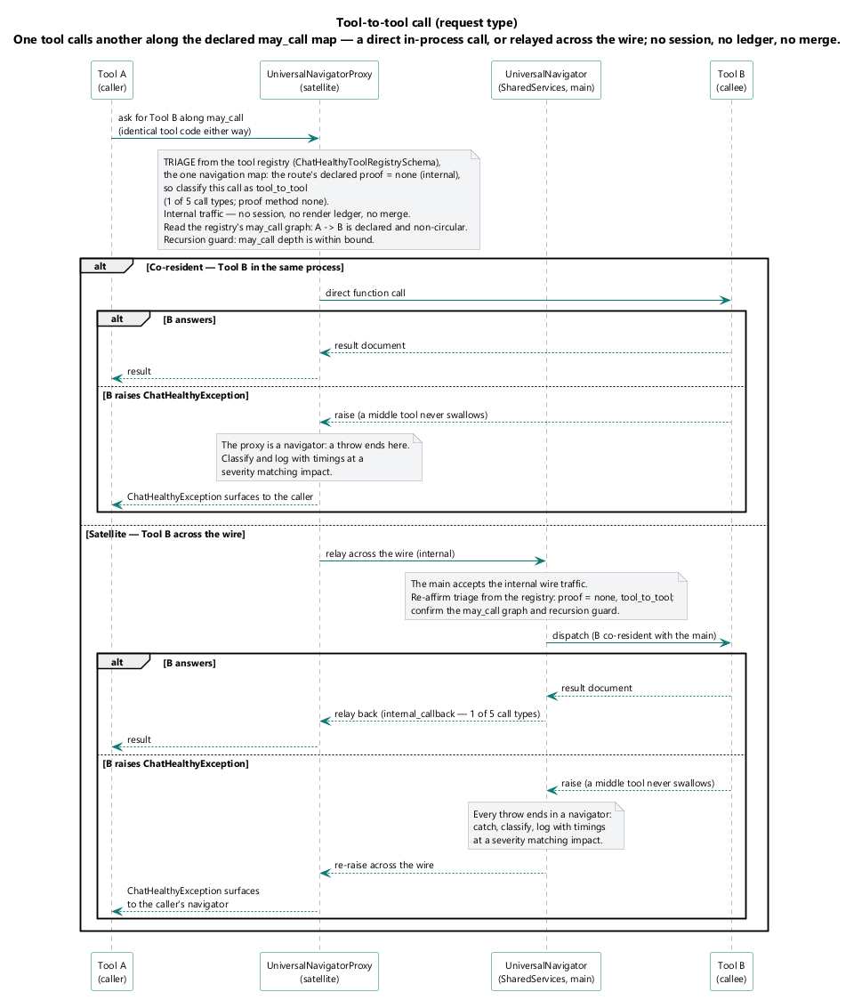 Tool-to-tool call (request type)
One tool calls another along the declared may_call map — a direct in-process call, or relayed across the wire; no session, no ledger, no merge.
Tool A
(caller)
UniversalNavigatorProxy
(satellite)
UniversalNavigator
(SharedServices, main)
Tool B
(callee)
ask for Tool B along may_call
(identical tool code either way)
TRIAGE from the tool registry (ChatHealthyToolRegistrySchema),
the one navigation map: the route's declared proof = none (internal),
so classify this call as tool_to_tool
(1 of 5 call types; proof method none).
Internal traffic — no session, no render ledger, no merge.
Read the registry's may_call graph: A -> B is declared and non-circular.
Recursion guard: may_call depth is within bound.
alt
[Co-resident — Tool B in the same process]
direct function call
alt
[B answers]
result document
result
[B raises ChatHealthyException]
raise (a middle tool never swallows)
The proxy is a navigator: a throw ends here.
Classify and log with timings at a
severity matching impact.
ChatHealthyException surfaces to the caller
[Satellite — Tool B across the wire]
relay across the wire (internal)
The main accepts the internal wire traffic.
Re-affirm triage from the registry: proof = none, tool_to_tool;
confirm the may_call graph and recursion guard.
dispatch (B co-resident with the main)
alt
[B answers]
result document
relay back (internal_callback — 1 of 5 call types)
result
[B raises ChatHealthyException]
raise (a middle tool never swallows)
Every throw ends in a navigator:
catch, classify, log with timings
at a severity matching impact.
re-raise across the wire
ChatHealthyException surfaces
to the caller's navigator
Tool A
(caller)
UniversalNavigatorProxy
(satellite)
UniversalNavigator
(SharedServices, main)
Tool B
(callee)